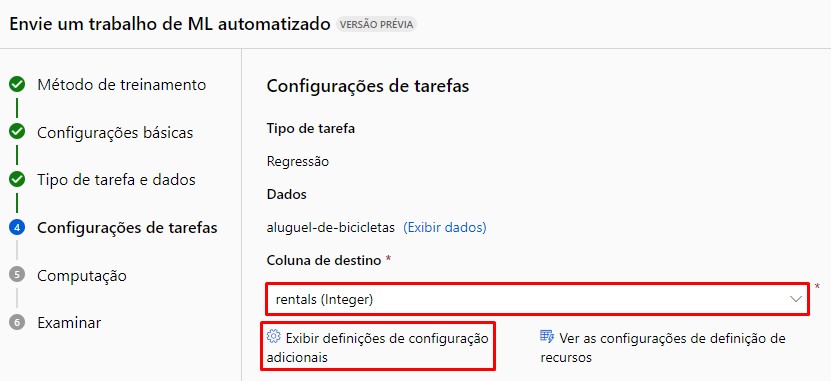 Envie um trabalho de ML automatizado VERSÃO PRÉVIA
Método de treinamento
Configurações básicas
Tipo de tarefa e dados
4 Configurações de tarefas
5 Computação
6 Examinar
Configurações de tarefas
Tipo de tarefa
Regressão
Dados
aluguel-de-bicicletas (Exibir dados)
Coluna de destino *
rentals (Integer) *
Exibir definições de configuração
adicionais
Ver as configurações de definição de
recursos